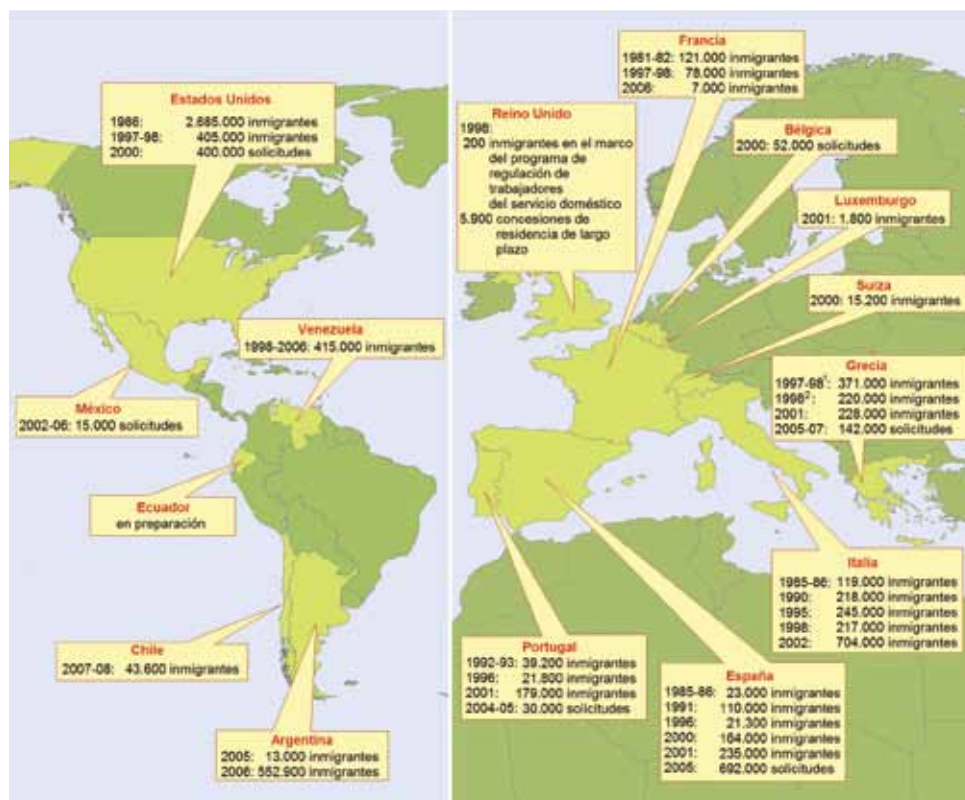 Estados Unidos
1986: 2.685.000 inmigrantes
1997-98: 405.000 inmigrantes
2000: 400.000 solicitudes
Venezuela
1998-2006: 415.000 inmigrantes
México
2002-06: 15.000 solicitudes
Ecuador
en preparación
Chile
2007-08: 43.600 inmigrantes
Argentina
2005: 13.000 inmigrantes
2006: 552.900 inmigrantes
Francia
1981-82: 121.000 inmigrantes
1997-98: 78.000 inmigrantes
2006: 7.000 inmigrantes
Reino Unido
1998:
200 inmigrantes en el marco
del programa de
regulación de
trabajadores
del servicio doméstico
5.900 concesiones de
residencia de largo
plazo
Bélgica
2000: 52.000 solicitudes
Luxemburgo
2001: 1.800 inmigrantes
Suiza
2000: 15.200 inmigrantes
Grecia
1997-98¹: 371.000 inmigrantes
1998²: 220.000 inmigrantes
2001: 228.000 inmigrantes
2005-07: 142.000 solicitudes
Italia
1985-86: 119.000 inmigrantes
1990: 218.000 inmigrantes
1995: 245.000 inmigrantes
1998: 217.000 inmigrantes
2002: 704.000 inmigrantes
Portugal
1992-93: 39.200 inmigrantes
1996: 21.800 inmigrantes
2001: 179.000 inmigrantes
2004-05: 30.000 solicitudes
España
1985-86: 23.000 inmigrantes
1991: 110.000 inmigrantes
1996: 21.300 inmigrantes
2000: 164.000 inmigrantes
2001: 235.000 inmigrantes
2005: 692.000 solicitudes